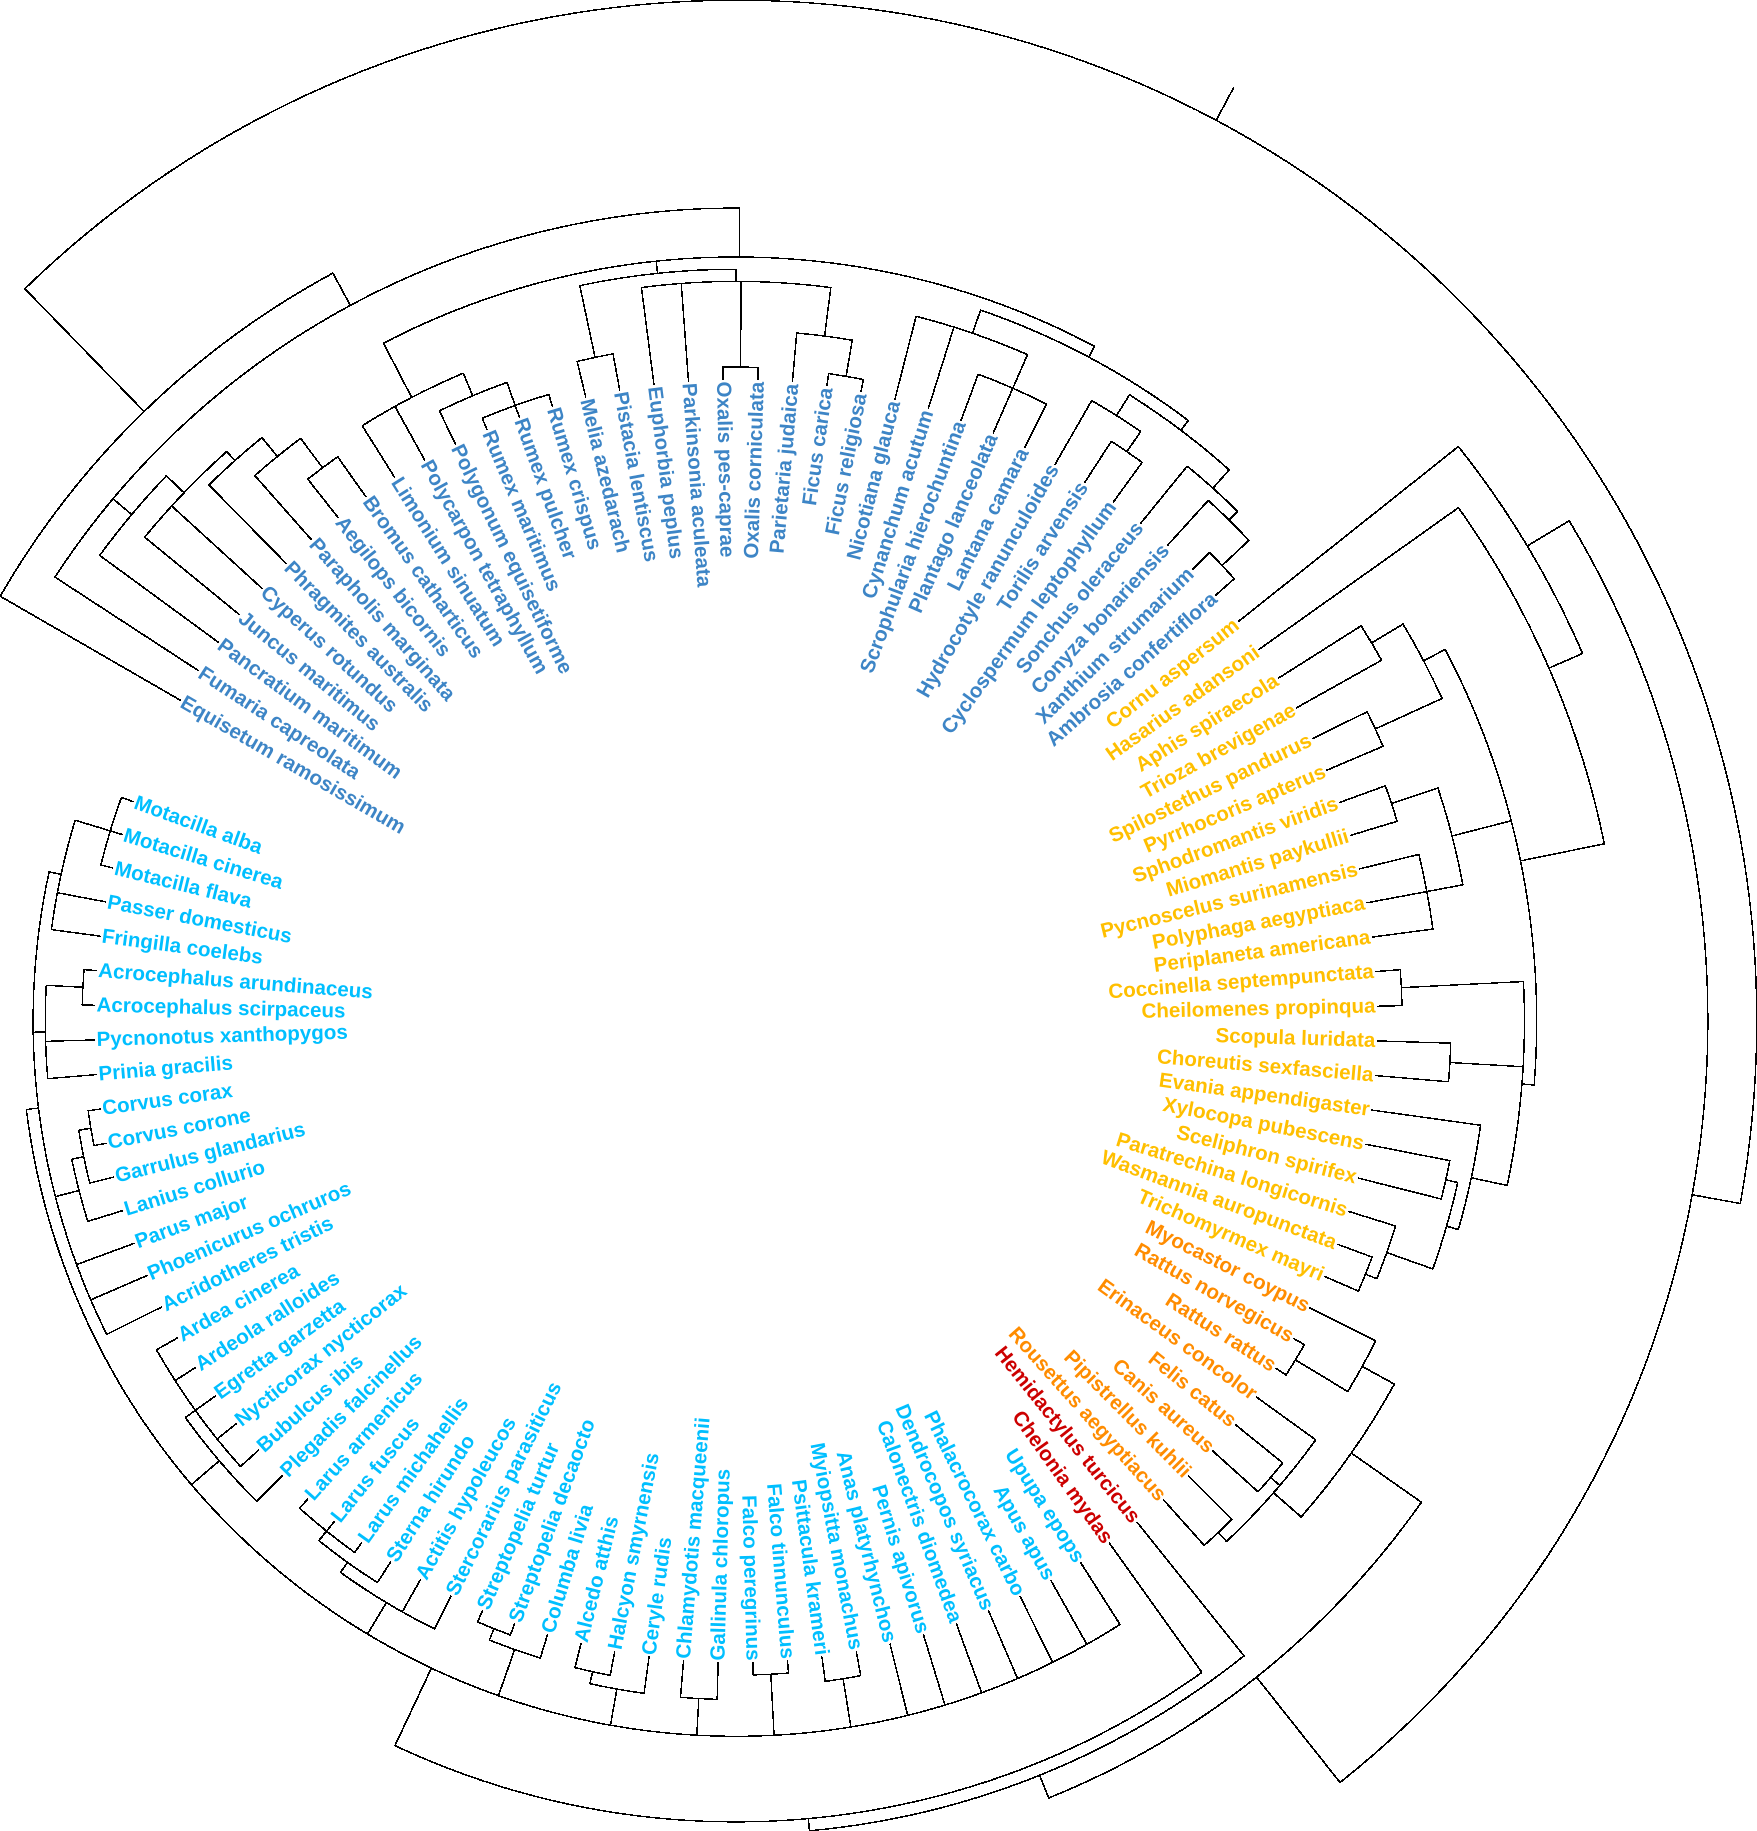 Equisetum ramosissimum
Fumaria capreolata
Pancratium maritimum
Juncus maritimus
Cyperus rotundus
Phragmites australis
Parapholis marginata
Aegilops bicornis
Bromus catharticus
Limonium sinuatum
Polycarpon tetraphyllum
Polygonum equisetiforme
Rumex maritimus
Rumex pulcher
Rumex crispus
Melia azedarach
Pistacia lentiscus
Euphorbia peplus
Parkinsonia aculeata
Oxalis pes-caprae
Oxalis corniculata
Parietaria judaica
Ficus carica
Ficus religiosa
Nicotiana glauca
Cynanchum acutum
Scrophularia hierochuntina
Plantago lanceolata
Lantana camara
Hydrocotyle ranunculoides
Torilis arvensis
Cyclospermum leptophyllum
Sonchus oleraceus
Conyza bonariensis
Xanthium strumarium
Ambrosia confertiflora
Cornu aspersum
Hasarius adansoni
Aphis spiraecola
Trioza brevigenae
Spilostethus pandurus
Pyrrhocoris apterus
Sphodromantis viridis
Miomantis paykullii
Pycnoscelus surinamensis
Polyphaga aegyptiaca
Periplaneta americana
Coccinella septempunctata
Cheilomenes propinqua
Scopula luridata
Choreutis sexfasciella
Evania appendigaster
Xylocopa pubescens
Sceliphron spirifex
Paratrechina longicornis
Wasmannia auropunctata
Trichomyrmex mayri
Myocastor coypus
Rattus norvegicus
Rattus rattus
Erinaceus concolor
Felis catus
Canis aureus
Pipistrellus kuhlii
Rousettus aegyptiacus
Hemidactylus turcicus
Chelonia mydas
Upupa epops
Apus apus
Phalacrocorax carbo
Dendrocopos syriacus
Calonectris diomedea
Pernis apivorus
Anas platyrhynchos
Myiopsitta monachus
Psittacula krameri
Falco tinnunculus
Falco peregrinus
Gallinula chloropus
Chlamydotis macqueenii
Ceryle rudis
Halcyon smyrnensis
Alcedo atthis
Columba livia
Streptopelia decaocto
Streptopelia turtur
Stercorarius parasiticus
Actitis hypoleucos
Sterna hirundo
Larus michahellis
Larus fuscus
Larus armenicus
Plegadis falcinellus
Bubulcus ibis
Nycticorax nycticorax
Egretta garzetta
Ardeola ralloides
Ardea cinerea
Acridotheres tristis
Phoenicurus ochruros
Parus major
Lanius collurio
Garrulus glandarius
Corvus corone
Corvus corax
Prinia gracilis
Pycnonotus xanthopygos
Acrocephalus scirpaceus
Acrocephalus arundinaceus
Fringilla coelebs
Passer domesticus
Motacilla flava
Motacilla cinerea
Motacilla alba